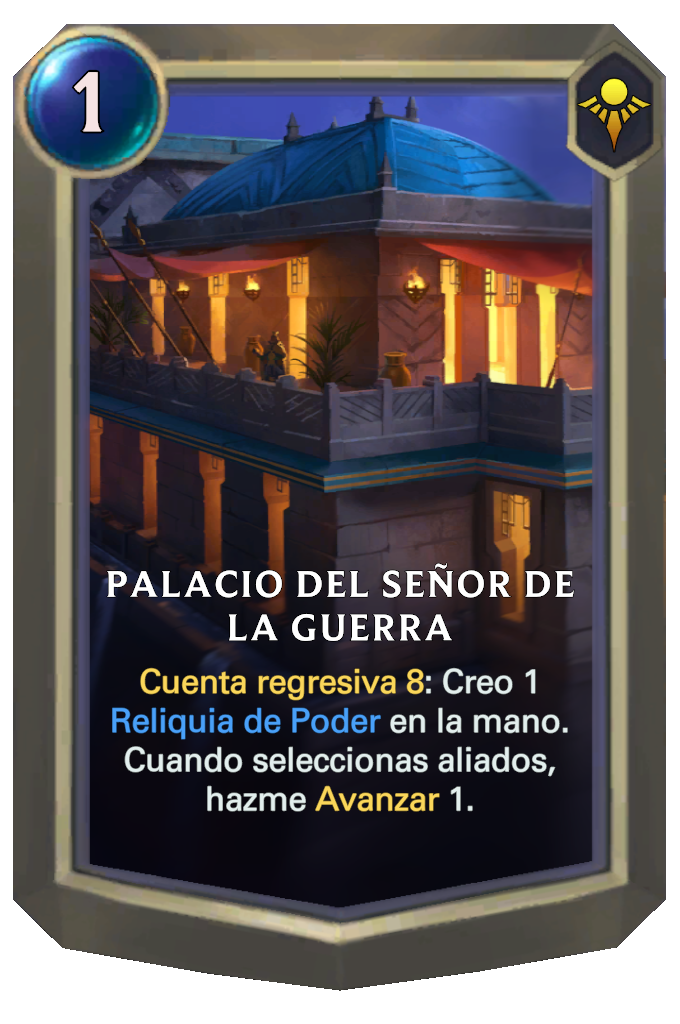 1
PALACIO DEL SEÑOR DE
LA GUERRA
Cuenta regresiva 8: Creo 1
Reliquia de Poder en la mano.
Cuando seleccionas aliados,
hazme Avanzar 1.